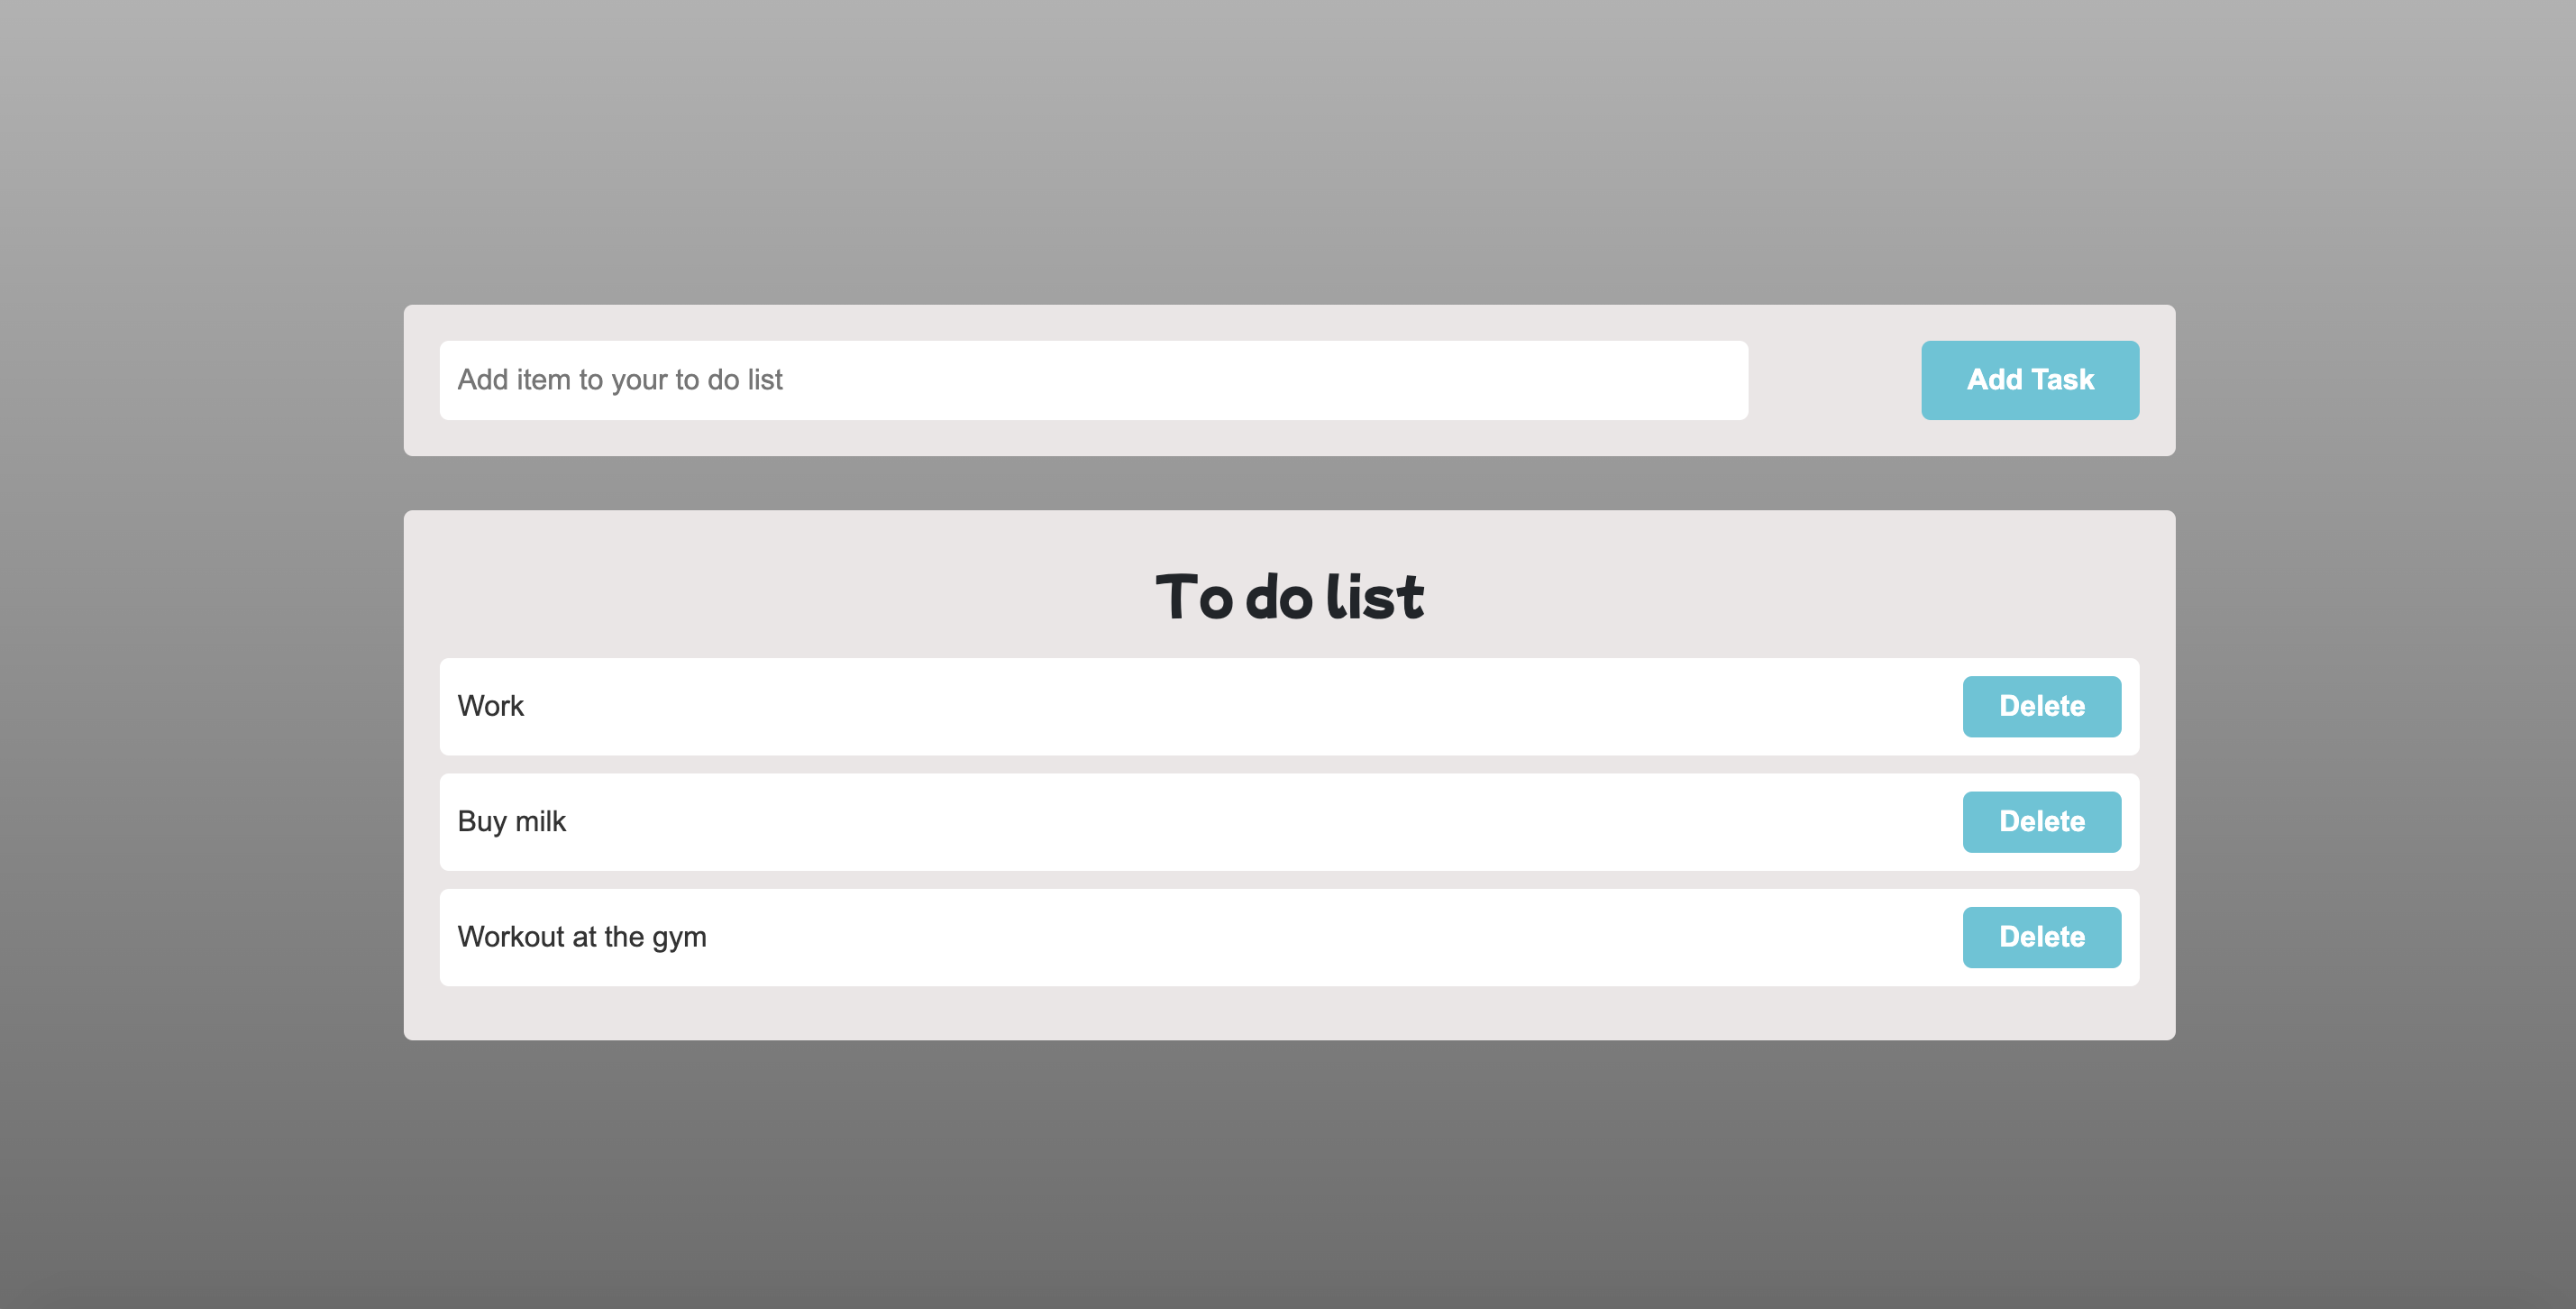 Add item to your to do list
Add Task
To do list
Work
Delete
Buy milk
Delete
Workout at the gym
Delete